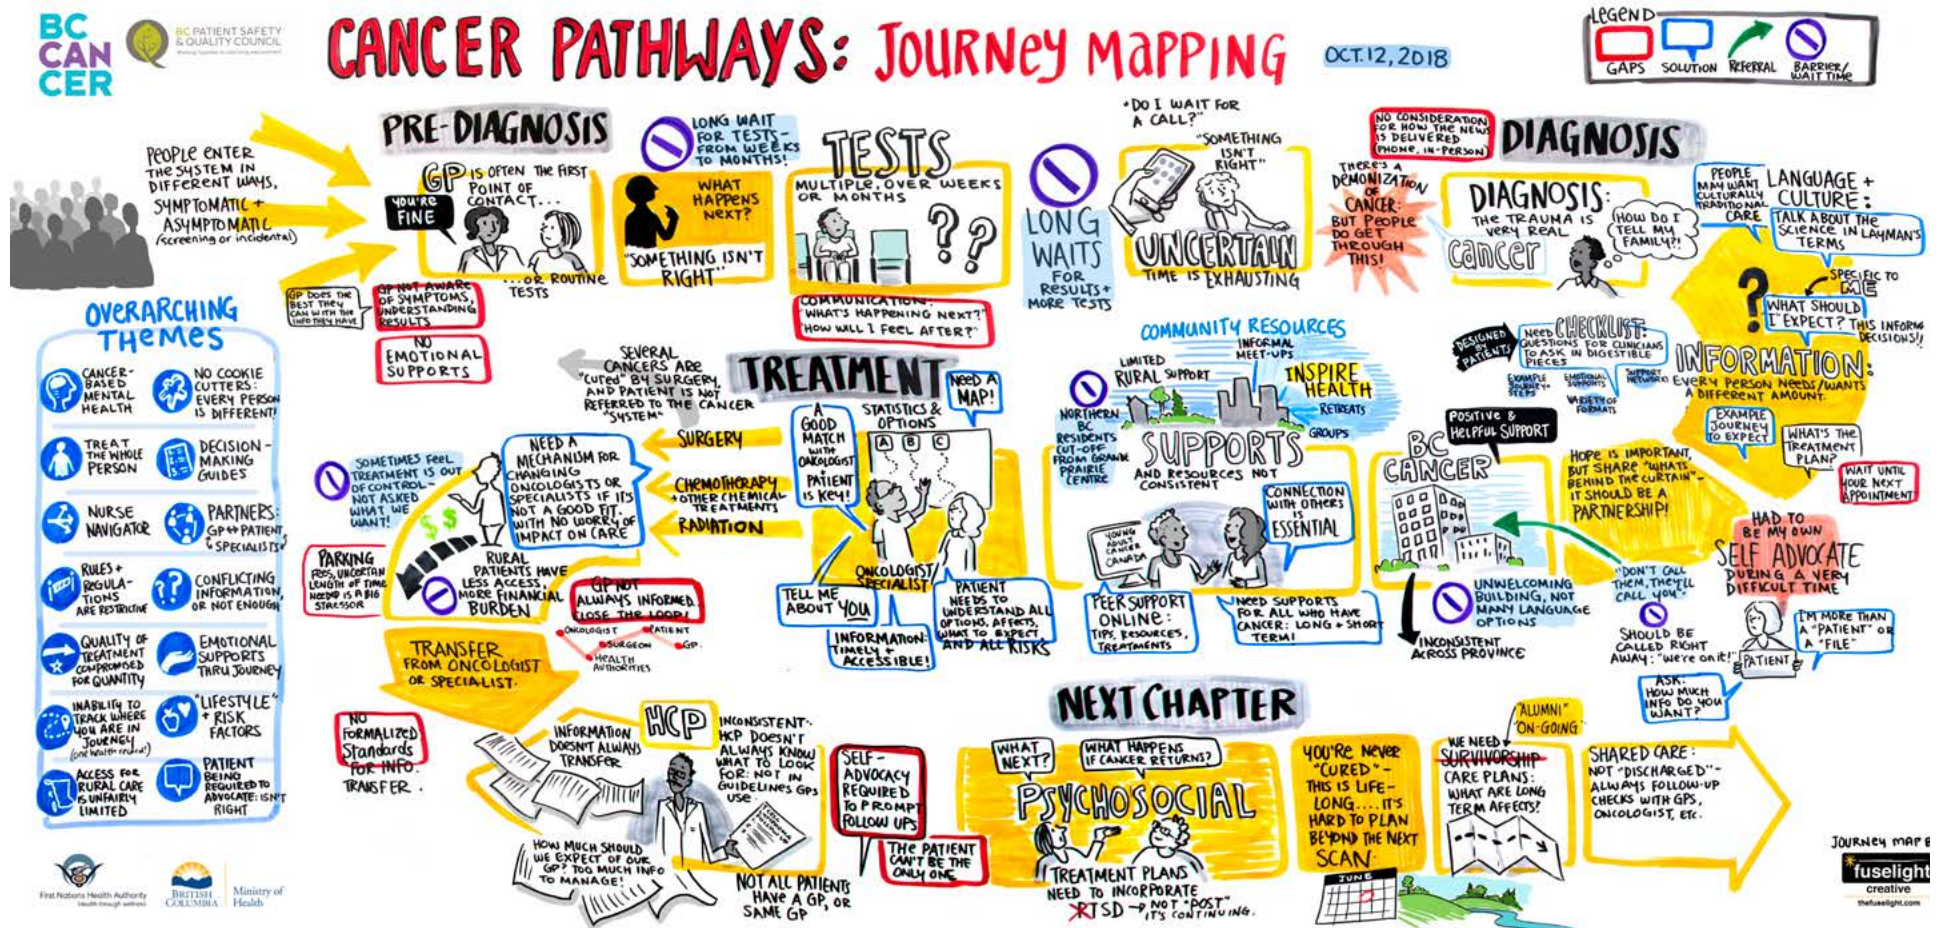 BC
CAN
CER
BC PATIENT SAFETY
& QUALITY COUNCIL
Working Together. Accelerating Improvement.
CANCER PATHWAYS: JOURNEY MAPPING
OCT.12, 2018
LEGEND
GAPS
SOLUTION
REFERRAL
BARRIER/
WAIT TIME
PEOPLE ENTER
THE SYSTEM IN
DIFFERENT WAYS,
SYMPTOMATIC +
ASYMPTOMATIC
(screening or incidental)
PRE-DIAGNOSIS
GP IS OFTEN THE FIRST
POINT OF
CONTACT...
YOU'RE
FINE
...OR ROUTINE
TESTS
GP DOES THE
BEST THEY
CAN WITH THE
INFO THEY HAVE
GP NOT AWARE
OF SYMPTOMS,
UNDERSTANDING
RESULTS
NO
EMOTIONAL
SUPPORTS
LONG WAIT
FOR TESTS-
FROM WEEKS
TO MONTHS!
WHAT
HAPPENS
NEXT?
"SOMETHING ISN'T
RIGHT"
TESTS
MULTIPLE, OVER WEEKS
OR MONTHS
??
COMMUNICATION:
"WHAT'S HAPPENING NEXT?"
"HOW WILL I FEEL AFTER?"
LONG
WAITS
FOR
RESULTS+
MORE TESTS
"DO I WAIT FOR
A CALL?"
"SOMETHING
ISN'T
RIGHT"
UNCERTAIN
TIME IS EXHAUSTING
NO CONSIDERATION
FOR HOW THE NEWS
IS DELIVERED
(PHONE, IN-PERSON)
DIAGNOSIS
THERE'S A
DEMONIZATION
OF
CANCER:
BUT PEOPLE
DO GET
THROUGH
THIS!
DIAGNOSIS:
THE TRAUMA IS
VERY REAL
cancer
HOW DO I
TELL MY
FAMILY?!
PEOPLE
MAY WANT
CULTURALLY
TRADITIONAL
CARE
LANGUAGE +
CULTURE:
TALK ABOUT THE
SCIENCE IN LAYMAN'S
TERMS
?
SPECIFIC TO
ME
WHAT SHOULD
I EXPECT?
THIS INFORMS
DECISIONS!!
DESIGNED
BY
PATIENTS
NEED CHECKLIST:
QUESTIONS FOR CLINICIANS
TO ASK IN DIGESTIBLE
PIECES
EXAMPLE
JOURNEY+
STEPS
EMOTIONAL
SUPPORTS
SUPPORT
NETWORKS
VARIETY OF
FORMATS
INFORMATION:
EVERY PERSON NEEDS/WANTS
A DIFFERENT AMOUNT.
EXAMPLE
JOURNEY
TO EXPECT
WHAT'S THE
TREATMENT
PLAN?
WAIT UNTIL
YOUR NEXT
APPOINTMENT
HOPE IS IMPORTANT,
BUT SHARE "WHAT'S
BEHIND THE CURTAIN"-
IT SHOULD BE A
PARTNERSHIP!
HAD TO
BE MY OWN
SELF ADVOCATE
DURING A VERY
DIFFICULT TIME
I'M MORE THAN
A "PATIENT" OR
A "FILE"
PATIENT
ASK:
HOW MUCH
INFO DO YOU
WANT?
"DON'T CALL
THEM, THEY'LL
CALL YOU"
SHOULD BE
CALLED RIGHT
AWAY: "We're on it!"
POSITIVE &
HELPFUL SUPPORT
BC
CANCER
UNWELCOMING
BUILDING, NOT
MANY LANGUAGE
OPTIONS
INCONSISTENT
ACROSS PROVINCE
COMMUNITY RESOURCES
INFORMAL
MEET-UPS
LIMITED
RURAL SUPPORT
INSPIRE
HEALTH
RETREATS
GROUPS
NORTHERN
BC
RESIDENTS
CUT-OFF
FROM GRANDE
PRAIRIE
CENTRE
SUPPORTS
AND RESOURCES NOT
CONSISTENT
YOUNG
ADULT
CANCER
CANADA
CONNECTION
WITH OTHERS
IS
ESSENTIAL
PEER SUPPORT
ONLINE:
TIPS, RESOURCES,
TREATMENTS
NEED SUPPORTS
FOR ALL WHO HAVE
CANCER: LONG + SHORT
TERM!
TREATMENT
NEED A
MAP!
STATISTICS &
OPTIONS
A B C
A
GOOD
MATCH
WITH
ONCOLOGIST
+
PATIENT
IS KEY!
ONCOLOGIST
SPECIALIST
TELL ME
ABOUT YOU
INFORMATION:
TIMELY +
ACCESSIBLE!
PATIENT
NEEDS TO
UNDERSTAND ALL
OPTIONS, AFFECTS,
WHAT TO EXPECT
AND ALL RISKS
SEVERAL
CANCERS ARE
"cured" BY SURGERY,
AND PATIENT IS NOT
REFERRED TO THE CANCER
"SYSTEM"
SURGERY
CHEMOTHERAPY
+ OTHER CHEMICAL
TREATMENTS
RADIATION
NEED A
MECHANISM FOR
CHANGING
ONCOLOGISTS OR
SPECIALISTS IF IT'S
NOT A GOOD FIT.
WITH NO WORRY OF
IMPACT ON CARE
SOMETIMES FEEL
TREATMENT IS OUT
OF CONTROL-
NOT ASKED
WHAT WE
WANT!
$ $
PARKING
FEES, UNCERTAIN
LENGTH OF TIME
NEEDED IS A BIG
STRESSOR
RURAL
PATIENTS HAVE
LESS ACCESS,
MORE FINANCIAL
BURDEN
GP NOT
ALWAYS INFORMED...
CLOSE THE LOOP!
ONCOLOGIST
PATIENT
SURGEON
GP.
HEALTH
AUTHORITIES
TRANSFER
FROM ONCOLOGIST
OR SPECIALIST.
NO
FORMALIZED
Standards
FOR INFO.
TRANSFER.
INFORMATION
DOESN'T ALWAYS
TRANSFER
HCP
INCONSISTENT.
HCP DOESN'T
ALWAYS KNOW
WHAT TO LOOK
FOR: NOT IN
GUIDELINES GPS
USE
HOW MUCH SHOULD
WE EXPECT OF OUR
GP? TOO MUCH INFO
TO MANAGE!
NOT ALL PATIENTS
HAVE A GP, OR
SAME GP
SELF-
ADVOCACY
REQUIRED
TO PROMPT
FOLLOW UPS
THE PATIENT
CAN'T BE THE
ONLY ONE
NEXT CHAPTER
WHAT
NEXT?
WHAT HAPPENS
IF CANCER RETURNS?
PSYCHOSOCIAL
TREATMENT PLANS
NEED TO INCORPORATE
PTSD → NOT "POST"
IT'S CONTINUING.
YOU'RE NEVER
"CURED"-
THIS IS LIFE-
LONG.... IT'S
HARD TO PLAN
BEYOND THE NEXT
SCAN.
JUNE
"ALUMNI"
"ON-GOING"
WE NEED
SURVIVORSHIP
CARE PLANS:
WHAT ARE LONG
TERM AFFECTS?
SHARED CARE:
NOT "DISCHARGED"-
ALWAYS FOLLOW-UP
CHECKS WITH GPS,
ONCOLOGIST, ETC.
OVERARCHING
THEMES
CANCER-
BASED
MENTAL
HEALTH
NO COOKIE
CUTTERS:
EVERY PERSON
IS DIFFERENT!
TREAT
THE WHOLE
PERSON
DECISION-
MAKING
GUIDES
NURSE
NAVIGATOR
PARTNERS:
GP ↔ PATIENT
SPECIALISTS
RULES +
REGULA-
TIONS
ARE RESTRICTIVE
CONFLICTING
INFORMATION,
OR NOT ENOUGH
QUALITY OF
TREATMENT
COMPROMISED
FOR QUANTITY
EMOTIONAL
SUPPORTS
THRU JOURNEY
INABILITY TO
TRACK WHERE
YOU ARE IN
JOURNEY
(one health record!)
"LIFESTYLE"
+ RISK
FACTORS
ACCESS FOR
RURAL CARE
IS UNFAIRLY
LIMITED
PATIENT
BEING
REQUIRED TO
ADVOCATE: ISN'T
RIGHT
First Nations Health Authority
Health through wellness
BRITISH
COLUMBIA
Ministry of
Health
JOURNEY MAP B
fuselight
creative
thefuselight.com